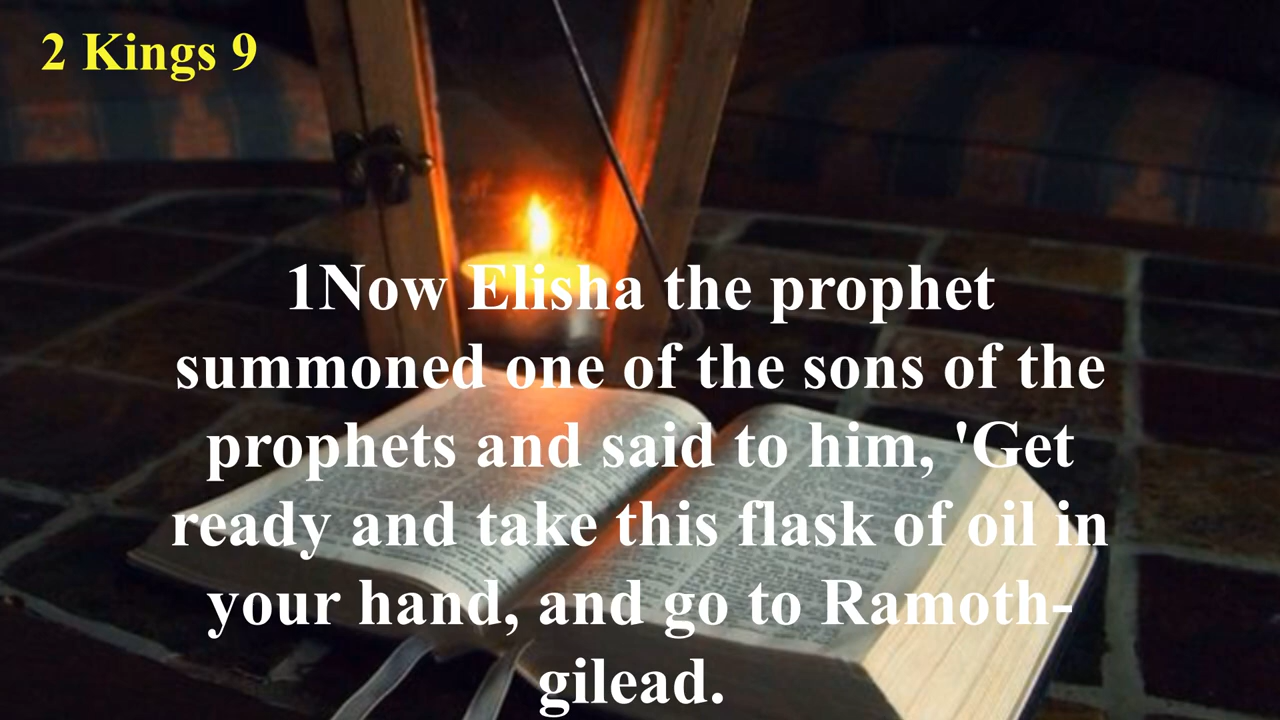 2 Kings 9
1Now Elisha the prophet
summoned one of the sons of the
prophets and said to him, 'Get
ready and take this flask of oil in
your hand, and go to Ramoth-
gilead.